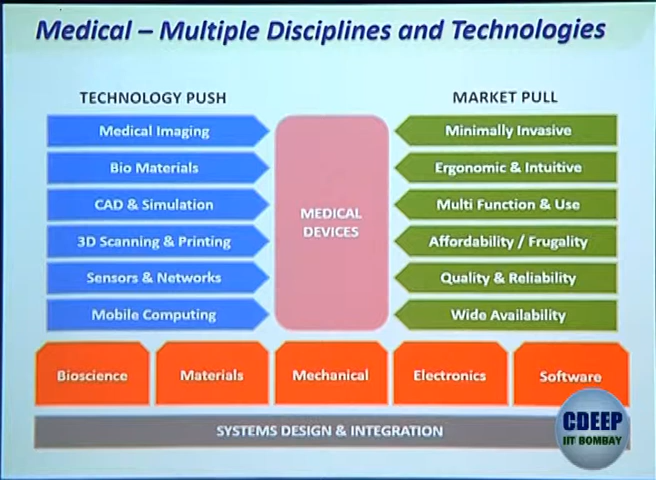 Medical – Multiple Disciplines and Technologies
TECHNOLOGY PUSH
MARKET PULL
Medical Imaging
Bio Materials
CAD & Simulation
3D Scanning & Printing
Sensors & Networks
Mobile Computing
MEDICAL
DEVICES
Minimally Invasive
Ergonomic & Intuitive
Multi Function & Use
Affordability / Frugality
Quality & Reliability
Wide Availability
Bioscience
Materials
Mechanical
Electronics
Software
SYSTEMS DESIGN & INTEGRATION
CDEEP
IIT BOMBAY